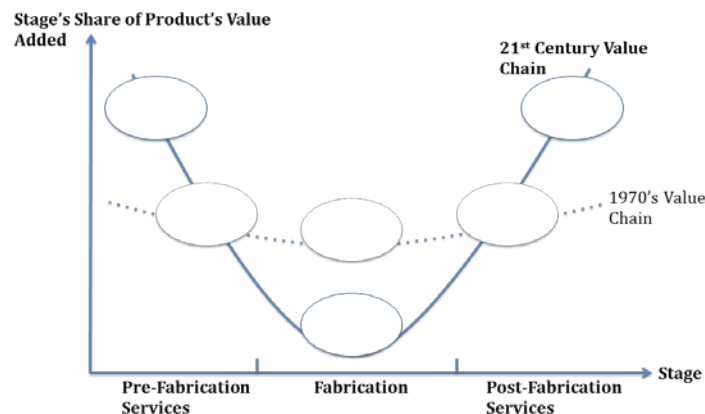 Stage's Share of Product's Value
Added
21st Century Value
Chain
1970's Value
Chain
Stage
Pre-Fabrication
Services
Fabrication
Post-Fabrication
Services